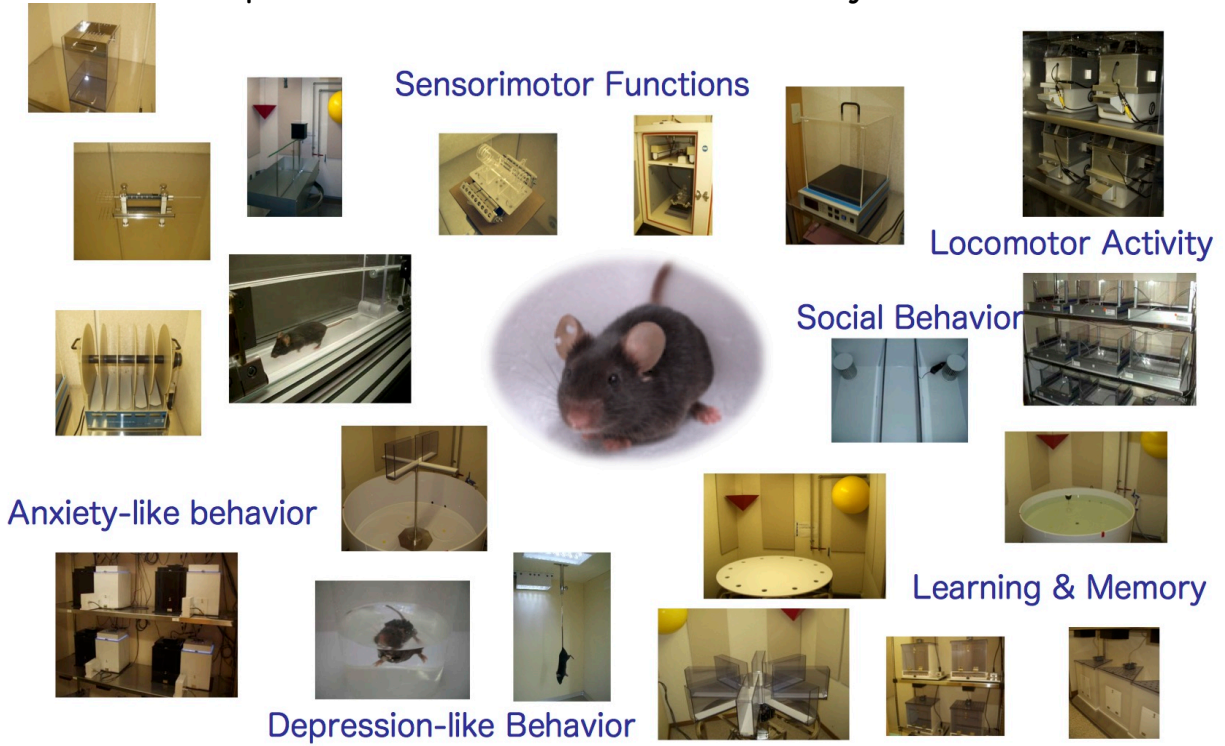 Sensorimotor Functions
Locomotor Activity
Social Behavior
Anxiety-like behavior
Learning & Memory
Depression-like Behavior